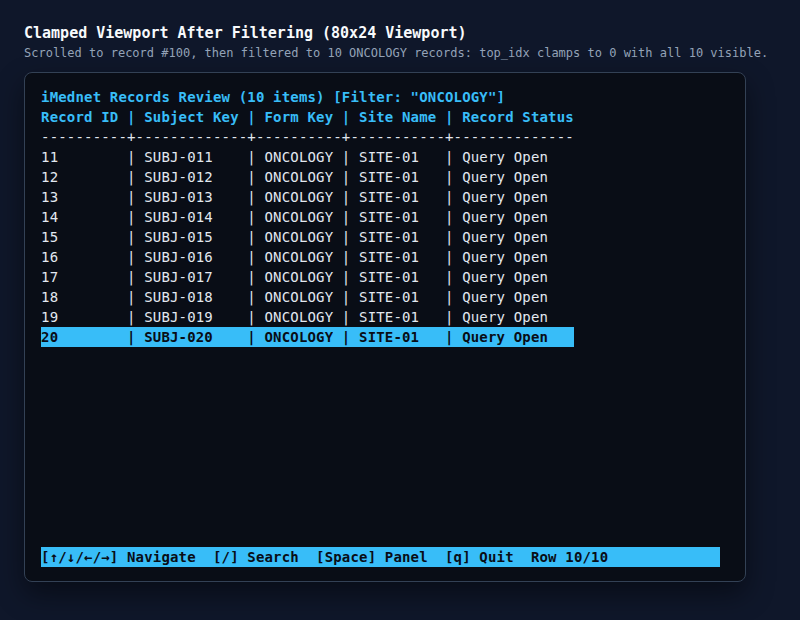 Clamped Viewport After Filtering (80x24 Viewport)
Scrolled to record #100, then filtered to 10 ONCOLOGY records: top_idx clamps to 0 with all 10 visible.
iMednet Records Review (10 items) [Filter: "ONCOLOGY"]
Record ID | Subject Key | Form Key | Site Name | Record Status
----------+-------------+----------+-----------+--------------
11        | SUBJ-011    | ONCOLOGY | SITE-01   | Query Open
12        | SUBJ-012    | ONCOLOGY | SITE-01   | Query Open
13        | SUBJ-013    | ONCOLOGY | SITE-01   | Query Open
14        | SUBJ-014    | ONCOLOGY | SITE-01   | Query Open
15        | SUBJ-015    | ONCOLOGY | SITE-01   | Query Open
16        | SUBJ-016    | ONCOLOGY | SITE-01   | Query Open
17        | SUBJ-017    | ONCOLOGY | SITE-01   | Query Open
18        | SUBJ-018    | ONCOLOGY | SITE-01   | Query Open
19        | SUBJ-019    | ONCOLOGY | SITE-01   | Query Open
20        | SUBJ-020    | ONCOLOGY | SITE-01   | Query Open
[↑/↓/←/→] Navigate  [/] Search  [Space] Panel  [q] Quit  Row 10/10